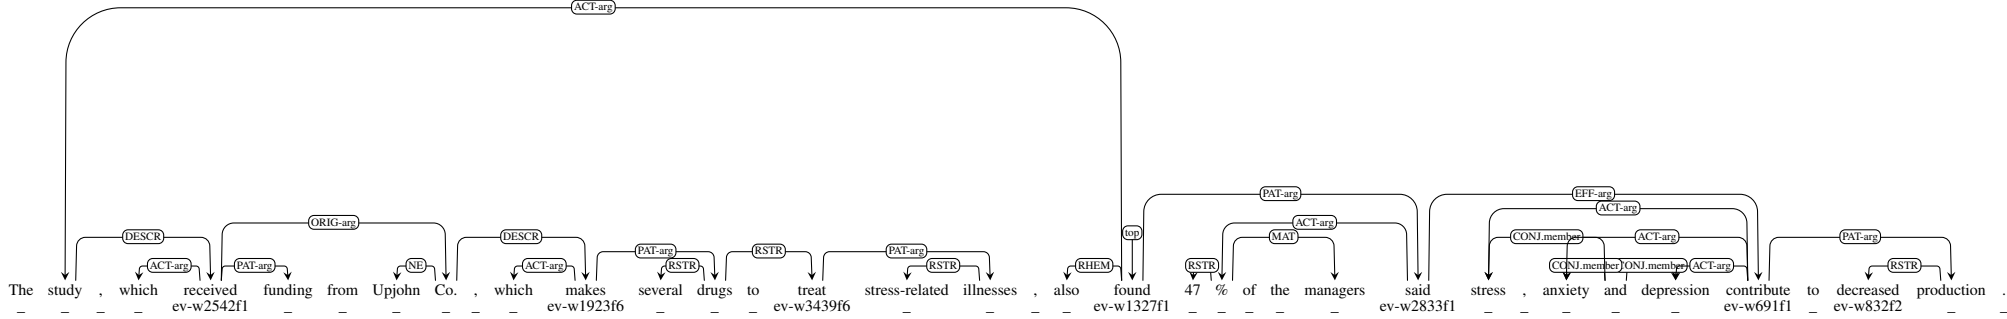 ACT-arg
PAT-arg EFF-arg
ACT-arg
ORIG-arg ACT-arg
top
DESCR DESCR MAT CONJ.member ACT-arg PAT-arg
PAT-arg RSTR PAT-arg
ACT-arg PAT-arg NE ACT-arg RSTR RSTR RHEM RSTR CONJ.member CONJ.member ACT-arg RSTR
The study , which received funding from Upjohn Co. , which makes several drugs to treat stress-related illnesses , also found 47 % of the managers said stress , anxiety and depression contribute to decreased production .
ev-w2542f1 ev-w1923f6 ev-w3439f6 ev-w1327f1 ev-w2833f1 ev-w691f1 ev-w832f2
_ _ _ _ _ _ _ _ _ _ _ _ _ _ _ _ _ _ _ _ _ _ _ _ _ _ _ _ _ _